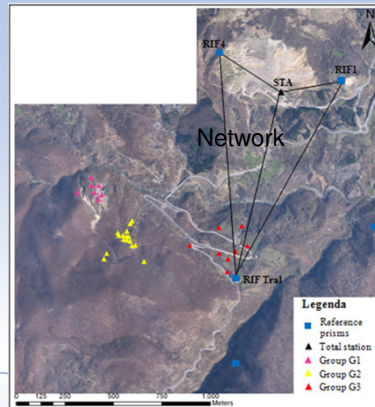 N
RIF4
RIF1
STA
Network
RIF Tral
Legenda
Reference
prisms
Total station
Group G1
Group G2
Group G3
0 125 250 500 750 1.000
Meters